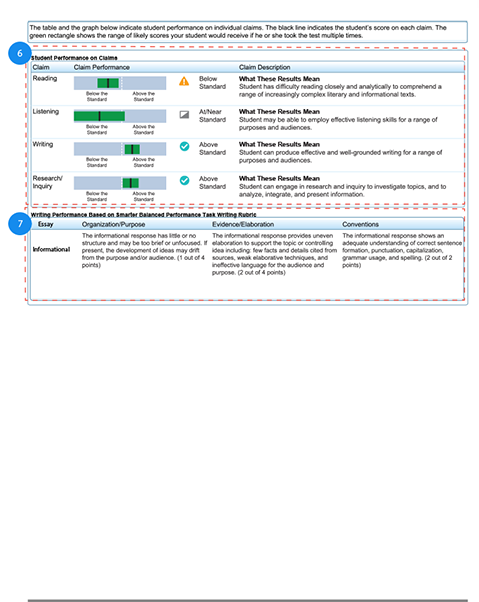 The table and the graph below indicate student performance on individual claims. The black line indicates the student's score on each claim. The
green rectangle shows the range of likely scores your student would receive if he or she took the test multiple times.
6
Student Performance on Claims
Claim Claim Performance Claim Description
Reading Below the Standard Above the Standard Below Standard What These Results Mean
Student has difficulty reading closely and analytically to comprehend a
range of increasingly complex literary and informational texts.
Listening Below the Standard Above the Standard At/Near Standard What These Results Mean
Student may be able to employ effective listening skills for a range of
purposes and audiences.
Writing Below the Standard Above the Standard Above Standard What These Results Mean
Student can produce effective and well-grounded writing for a range of
purposes and audiences.
Research/ Inquiry Below the Standard Above the Standard Above Standard What These Results Mean
Student can engage in research and inquiry to investigate topics, and to
analyze, integrate, and present information.
7
Writing Performance Based on Smarter Balanced Performance Task Writing Rubric
Essay Organization/Purpose Evidence/Elaboration Conventions
Informational
The informational response has little or no
structure and may be too brief or unfocused. If
present, the development of ideas may drift
from the purpose and/or audience. (1 out of 4
points)
The informational response provides uneven
elaboration to support the topic or controlling
idea including: few facts and details cited from
sources, weak elaborative techniques, and
ineffective language for the audience and
purpose. (2 out of 4 points)
The informational response shows an
adequate understanding of correct sentence
formation, punctuation, capitalization,
grammar usage, and spelling. (2 out of 2
points)